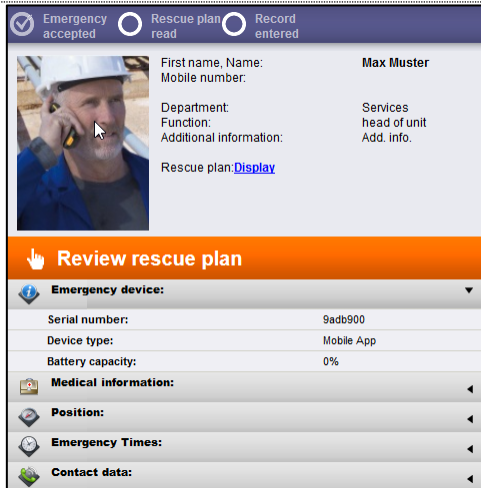 Emergency accepted
Rescue plan read
Record entered
First name, Name: Max Muster
Mobile number:
Department: Services
Function: head of unit
Additional information: Add. info.
Rescue plan:Display
Review rescue plan
Emergency device:
Serial number: 9adb900
Device type: Mobile App
Battery capacity: 0%
Medical information:
Position:
Emergency Times:
Contact data: